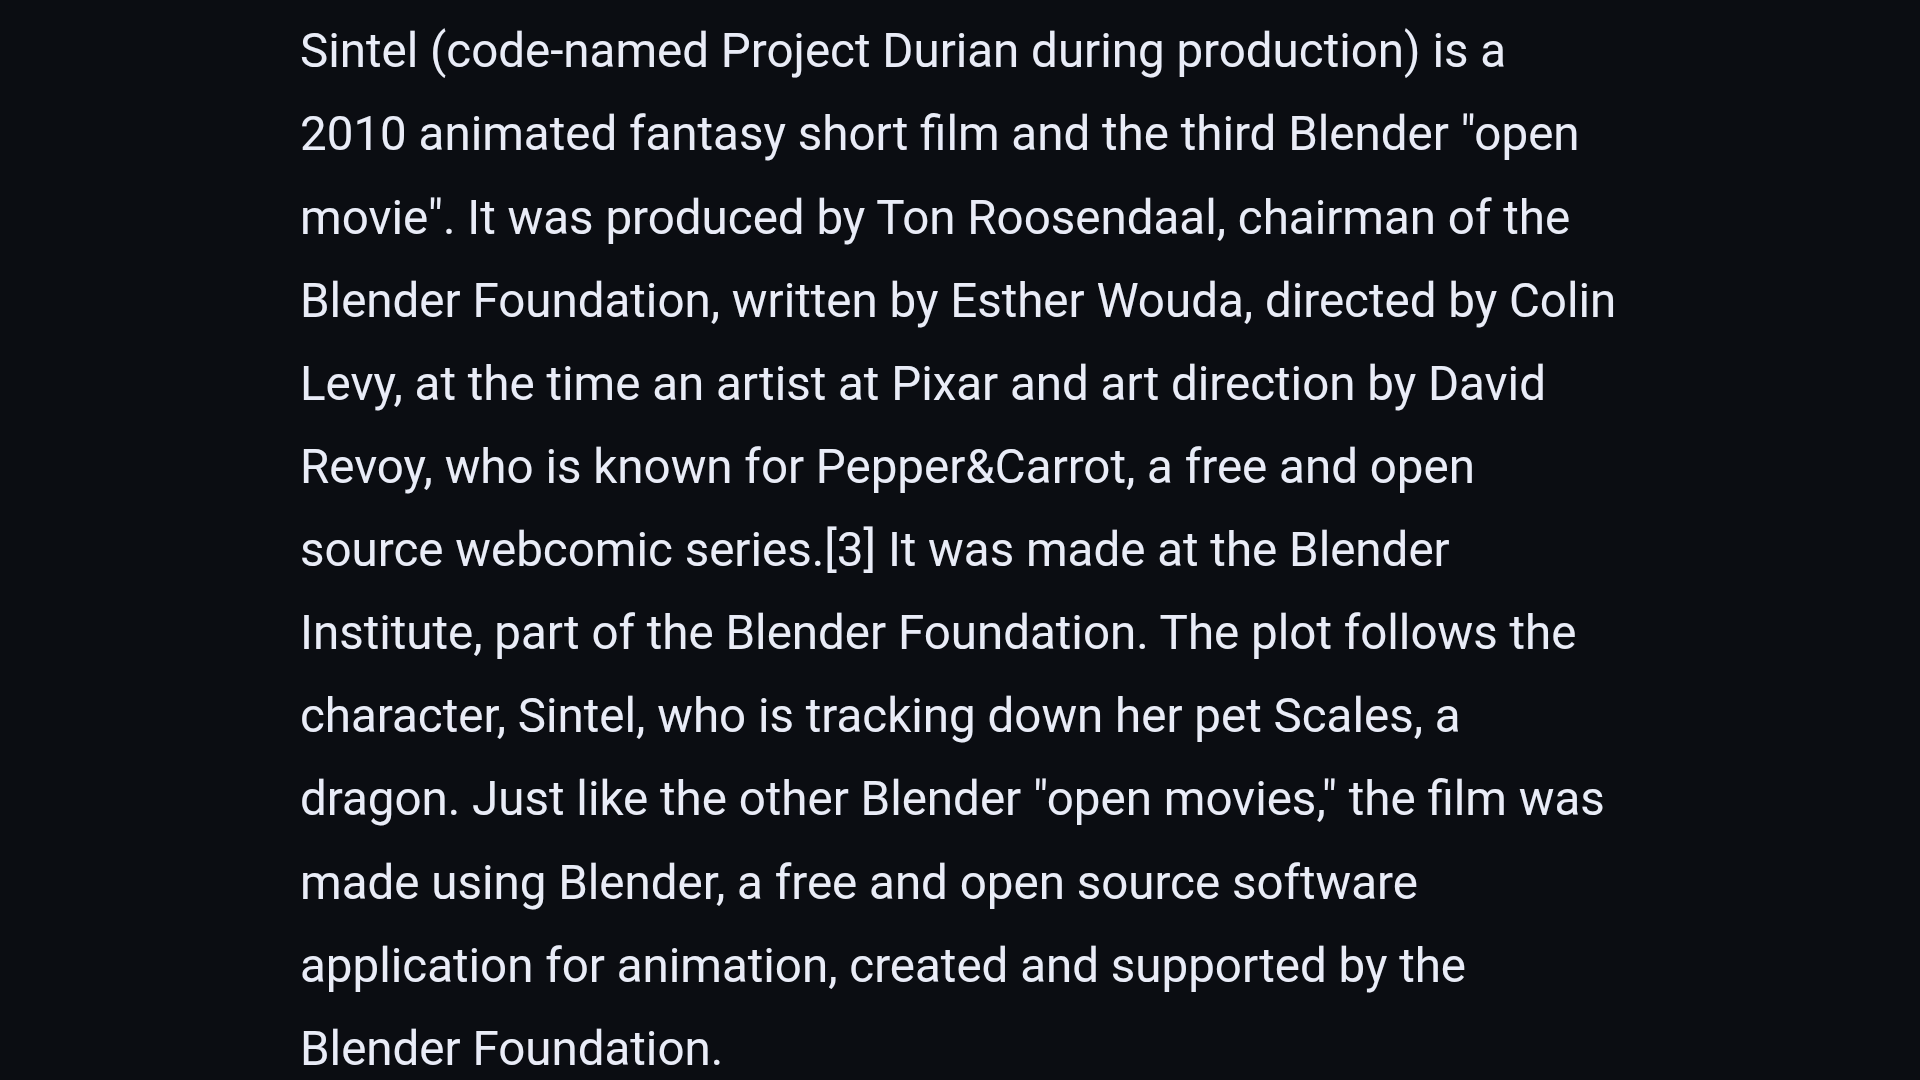 Sintel (code-named Project Durian during production) is a
2010 animated fantasy short film and the third Blender "open
movie". It was produced by Ton Roosendaal, chairman of the
Blender Foundation, written by Esther Wouda, directed by Colin
Levy, at the time an artist at Pixar and art direction by David
Revoy, who is known for Pepper&Carrot, a free and open
source webcomic series.[3] It was made at the Blender
Institute, part of the Blender Foundation. The plot follows the
character, Sintel, who is tracking down her pet Scales, a
dragon. Just like the other Blender "open movies," the film was
made using Blender, a free and open source software
application for animation, created and supported by the
Blender Foundation.